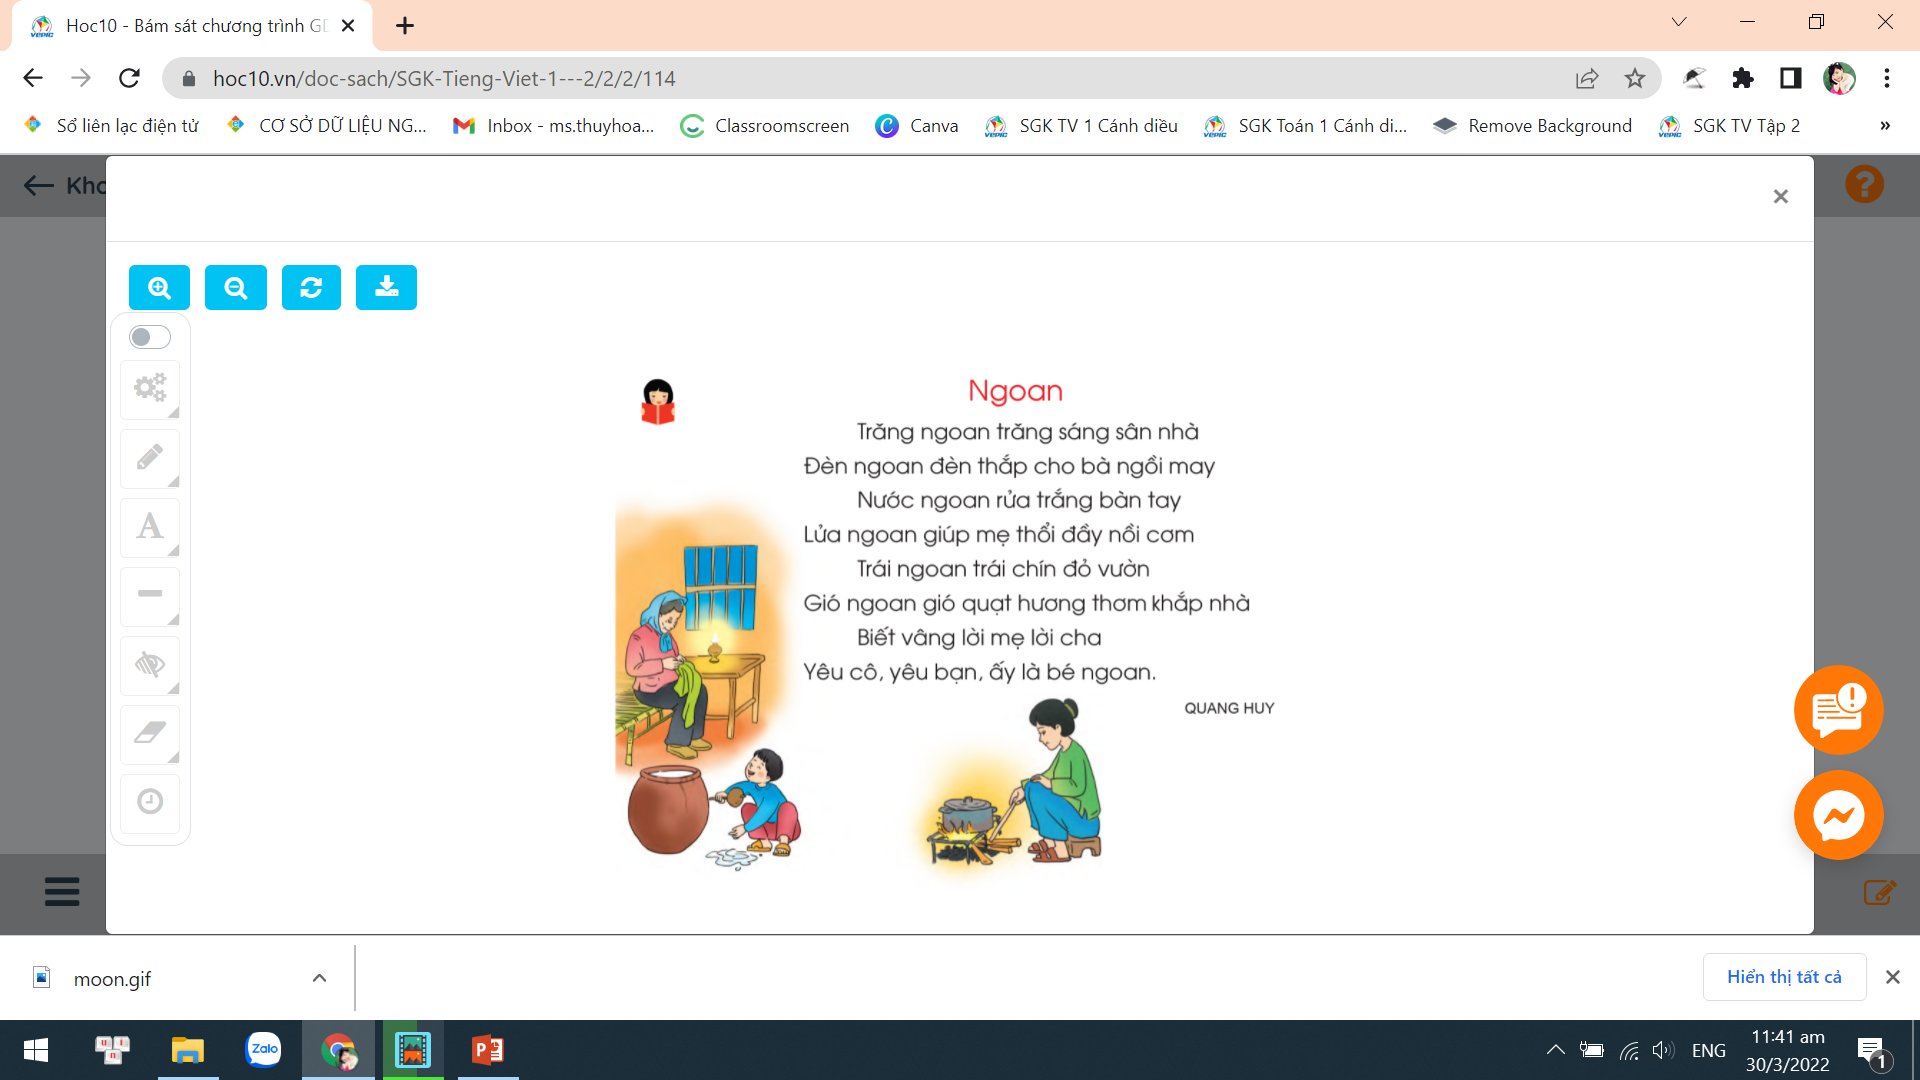 Hoc10 - Bám sát chương trình GD
hoc10.vn/doc-sach/SGK-Tieng-Viet-1---2/2/2/114
Sổ liên lạc điện tử
CƠ SỞ DỮ LIỆU NG...
Inbox - ms.thuyhoa...
Classroomscreen
Canva
SGK TV 1 Cánh diều
SGK Toán 1 Cánh di...
Remove Background
SGK TV Tập 2
»
Kho
Ngoan
Trăng ngoan trăng sáng sân nhà
Đèn ngoan đèn thắp cho bà ngồi may
Nước ngoan rửa trắng bàn tay
Lửa ngoan giúp mẹ thổi đầy nồi cơm
Trái ngoan trái chín đỏ vườn
Gió ngoan gió quạt hương thơm khắp nhà
Biết vâng lời mẹ lời cha
Yêu cô, yêu bạn, ấy là bé ngoan.
QUANG HUY
moon.gif
Hiển thị tất cả
Zalo
ENG
11:41 am
30/3/2022
1